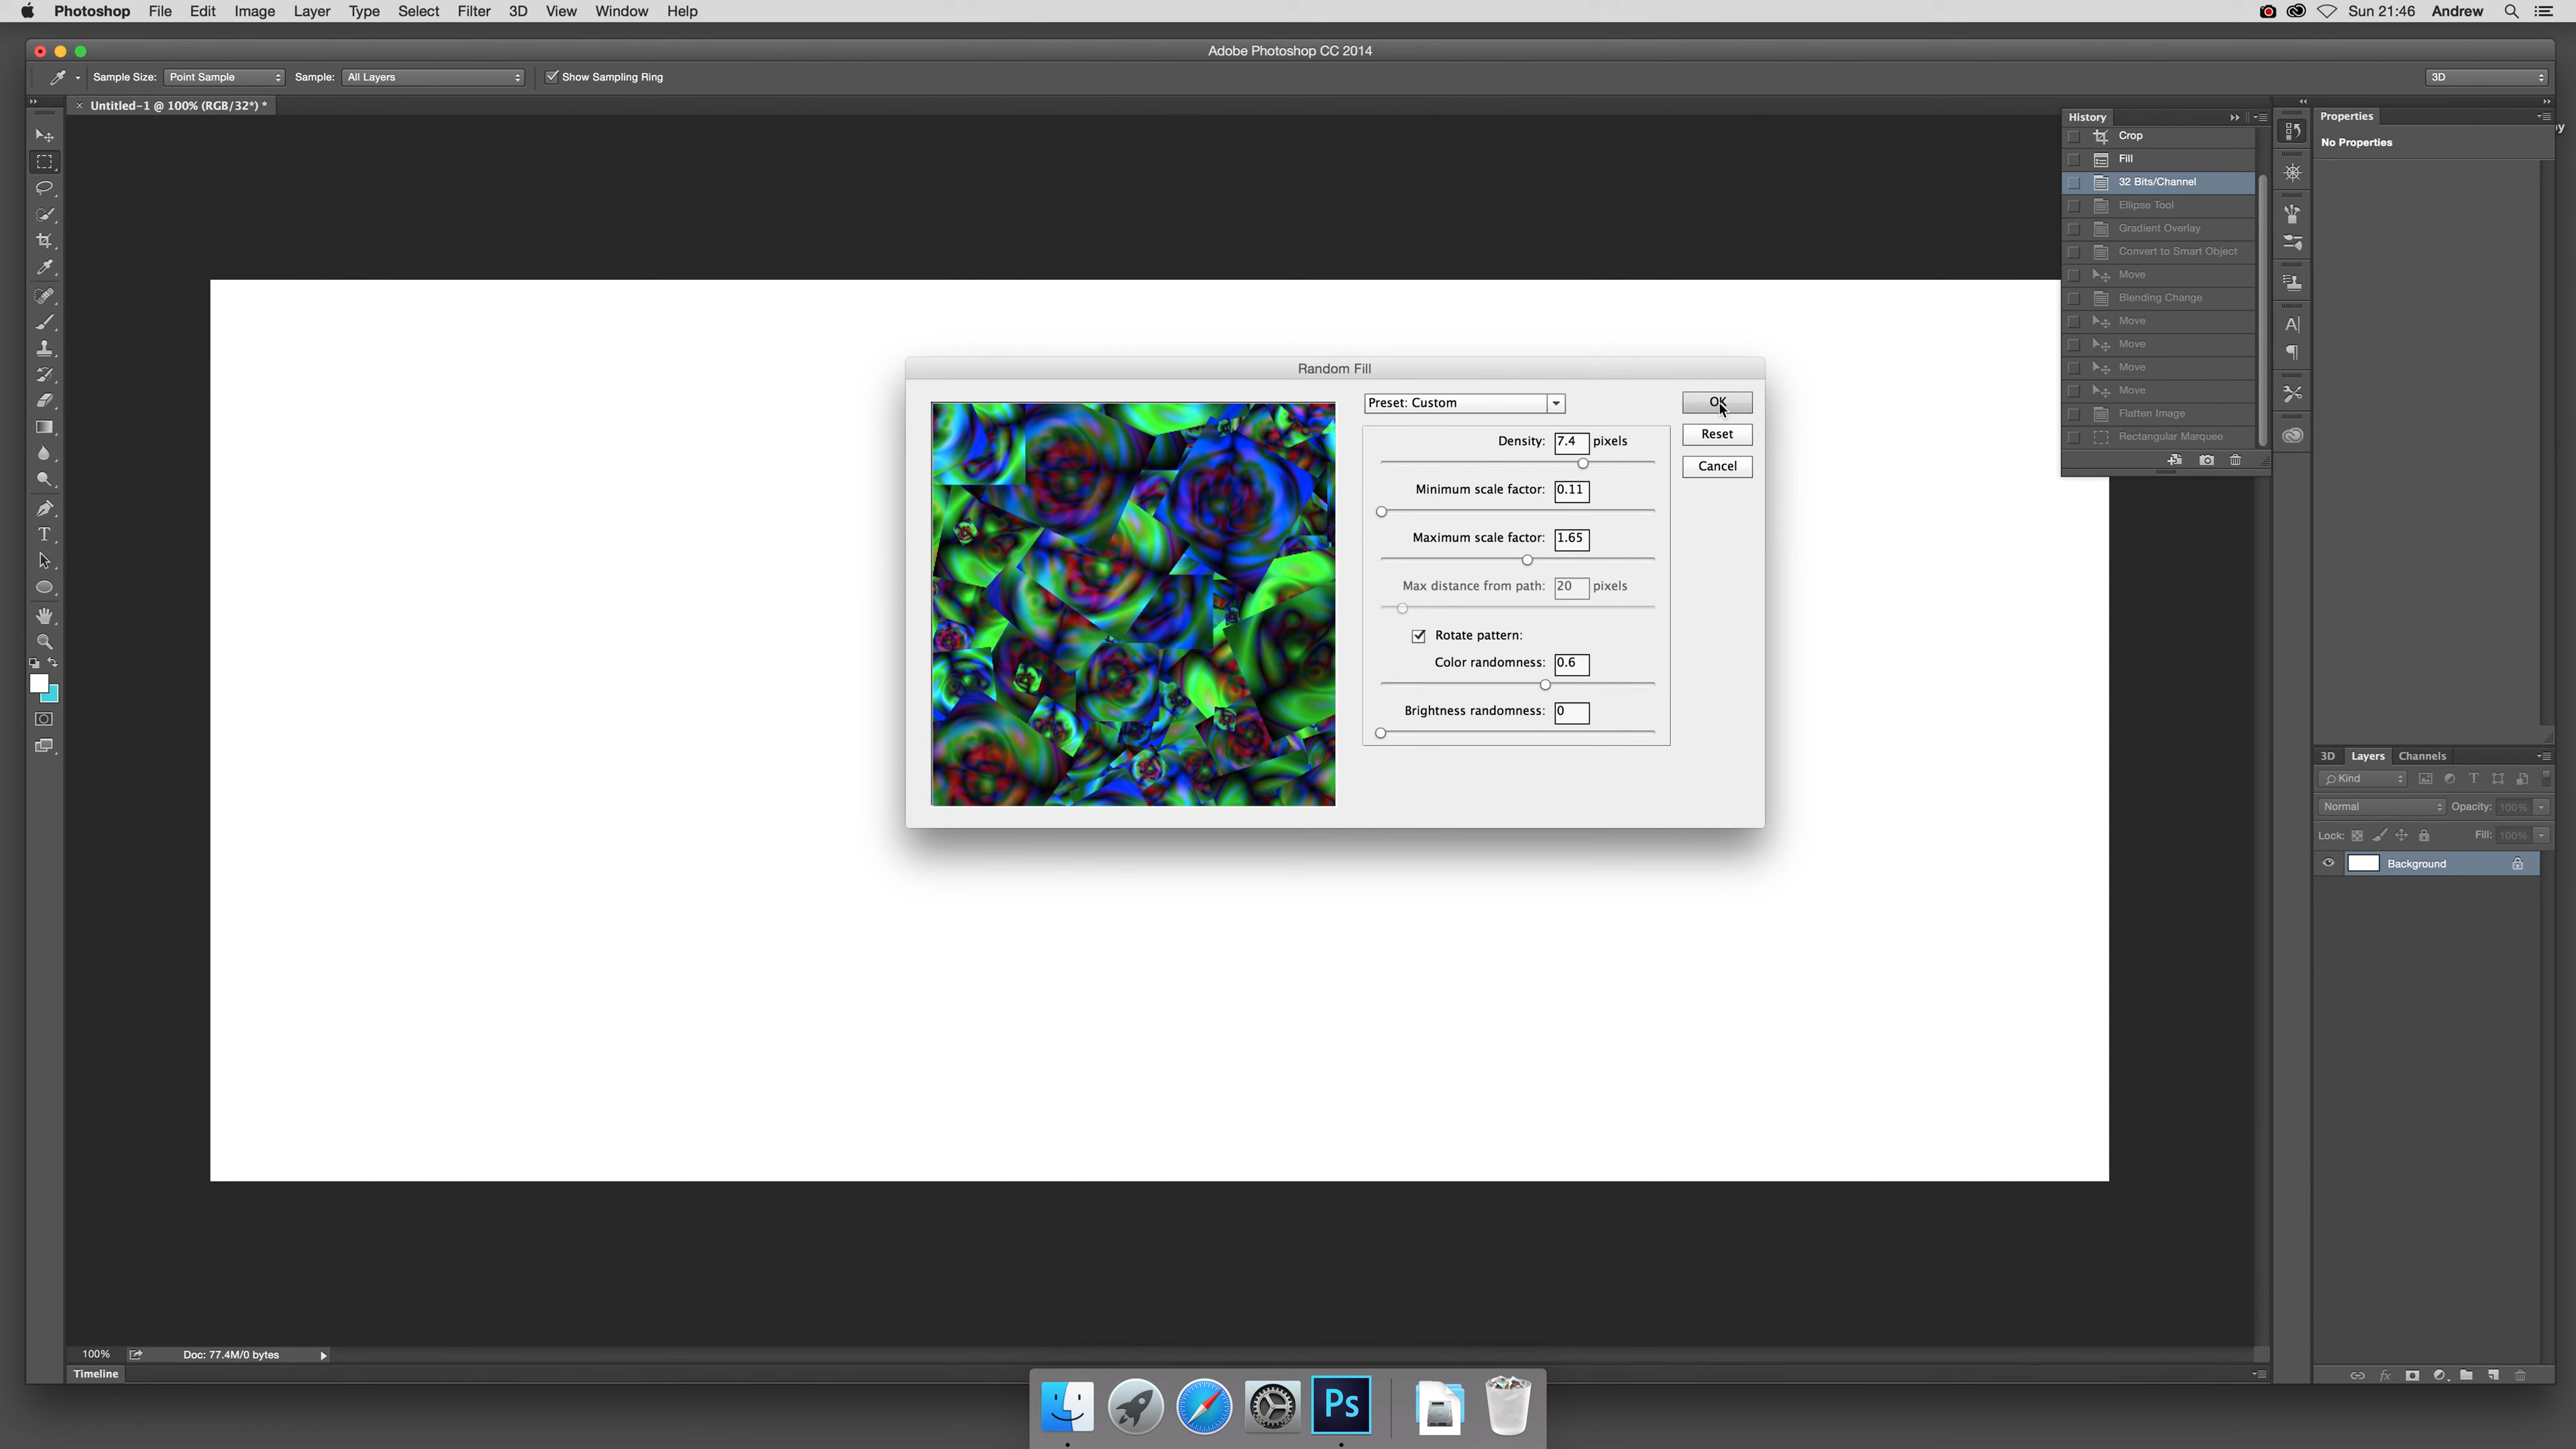 Photoshop File Edit Image Layer Type Select Filter 3D View Window Help
Sun 21:46 Andrew
Adobe Photoshop CC 2014
Sample Size: Point Sample Sample: All Layers Show Sampling Ring
3D
Untitled-1 @ 100% (RGB/32*) *
History
Crop
Fill
32 Bits/Channel
Ellipse Tool
Gradient Overlay
Convert to Smart Object
Move
Blending Change
Move
Move
Move
Move
Flatten Image
Rectangular Marquee
Properties
No Properties
Random Fill
Preset: Custom
OK
Reset
Cancel
Density: 7.4 pixels
Minimum scale factor: 0.11
Maximum scale factor: 1.65
Max distance from path: 20 pixels
Rotate pattern:
Color randomness: 0.6
Brightness randomness: 0
3D Layers Channels
Kind
Normal Opacity: 100%
Lock: Fill: 100%
Background
100% Doc: 77.4M/0 bytes
Timeline
Ps